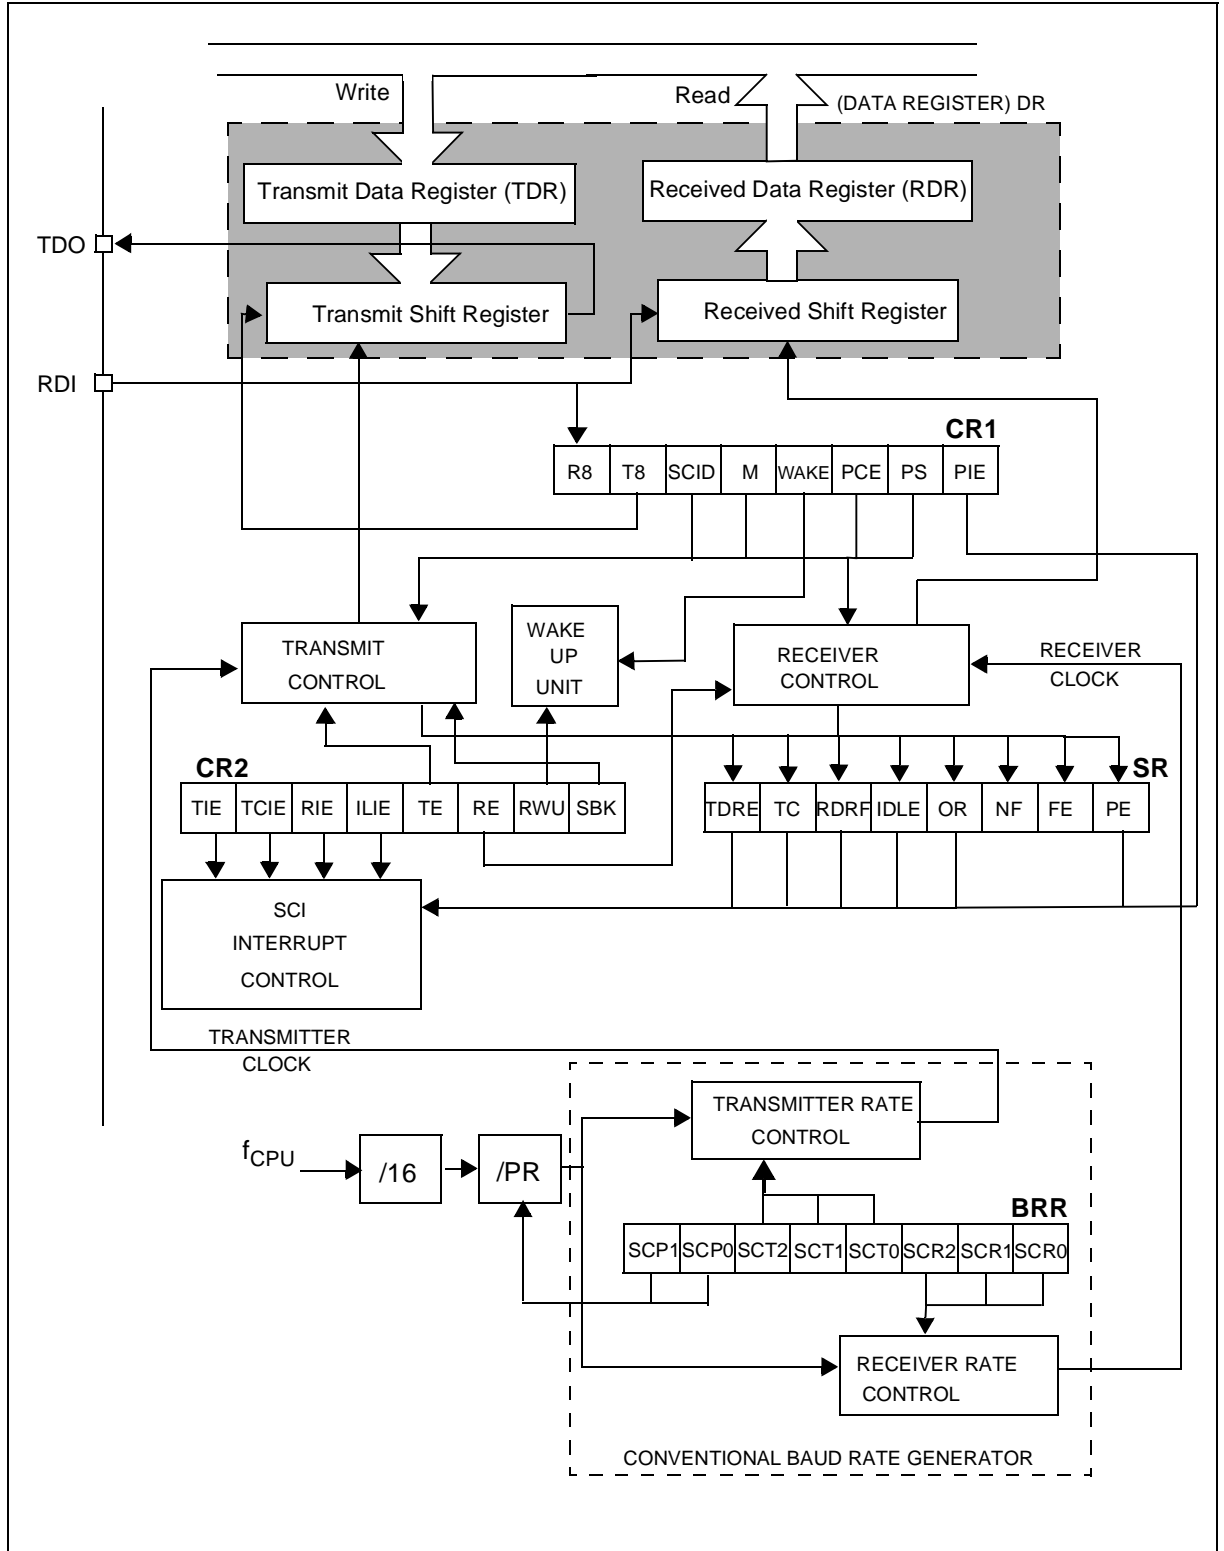 Write
Read
(DATA REGISTER) DR
Transmit Data Register (TDR)
Received Data Register (RDR)
TDO
Transmit Shift Register
Received Shift Register
RDI
CR1
R8 T8 SCID M WAKE PCE PS PIE
TRANSMIT
CONTROL
WAKE
UP
UNIT
RECEIVER
CONTROL
RECEIVER
CLOCK
CR2
SR
TIE TCIE RIE ILIE TE RE RWU SBK
TDRE TC RDRF IDLE OR NF FE PE
SCI
INTERRUPT
CONTROL
TRANSMITTER
CLOCK
TRANSMITTER RATE
CONTROL
fCPU
/16
/PR
BRR
SCP1 SCP0 SCT2 SCT1 SCT0 SCR2 SCR1 SCR0
RECEIVER RATE
CONTROL
CONVENTIONAL BAUD RATE GENERATOR